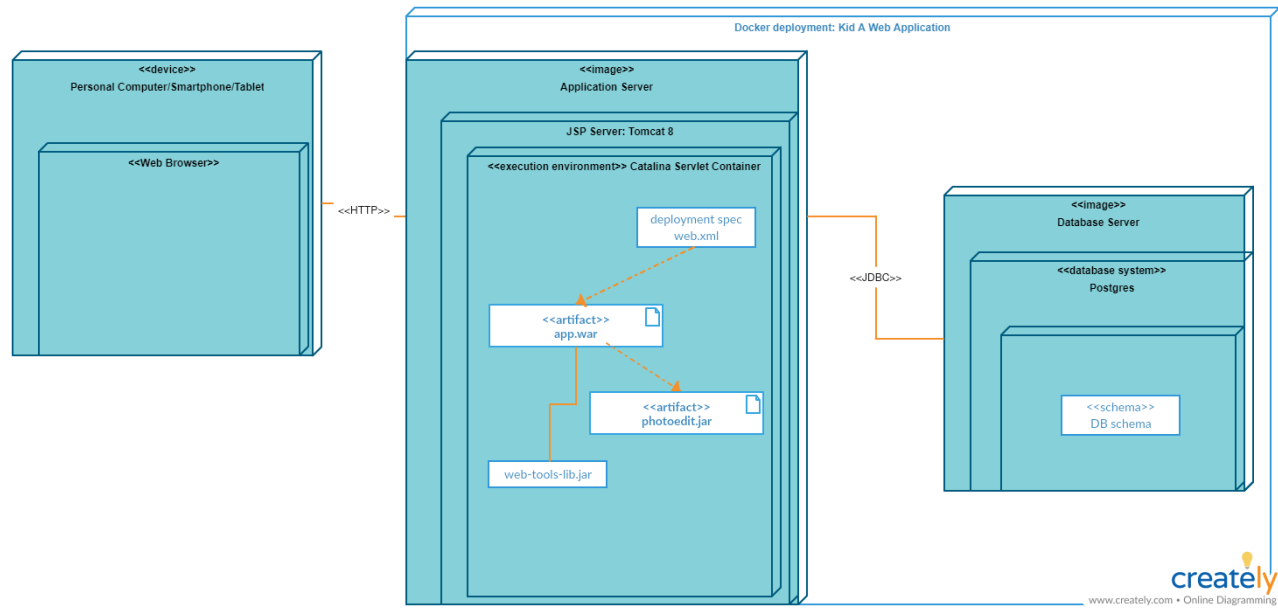 Docker deployment: Kid A Web Application
<<device>>
Personal Computer/Smartphone/Tablet
<<Web Browser>>
<<HTTP>>
<<image>>
Application Server
JSP Server: Tomcat 8
<<execution environment>> Catalina Servlet Container
deployment spec
web.xml
<<artifact>>
app.war
<<artifact>>
photoedit.jar
web-tools-lib.jar
<<JDBC>>
<<image>>
Database Server
<<database system>>
Postgres
<<schema>>
DB schema
creately
www.creately.com • Online Diagramming